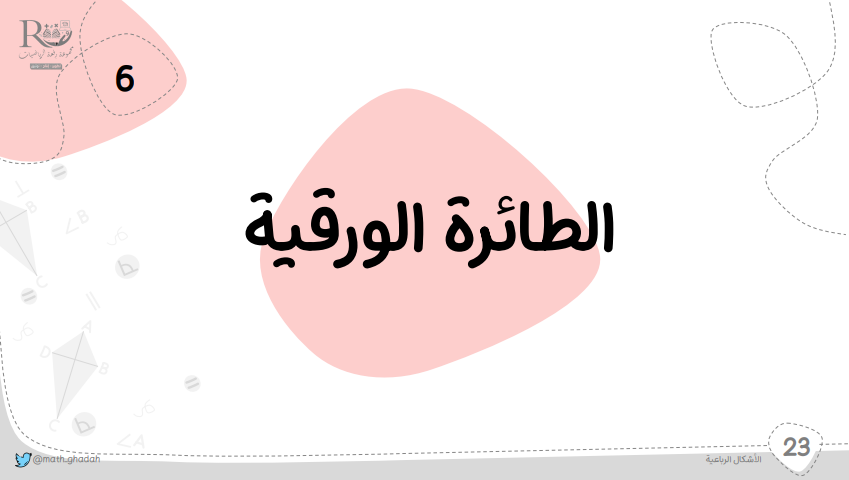 6
الطائرة الورقية
B
∠B
C
A
D
B
C
∠A
@math_ghadah
الأشكال الرباعية
23